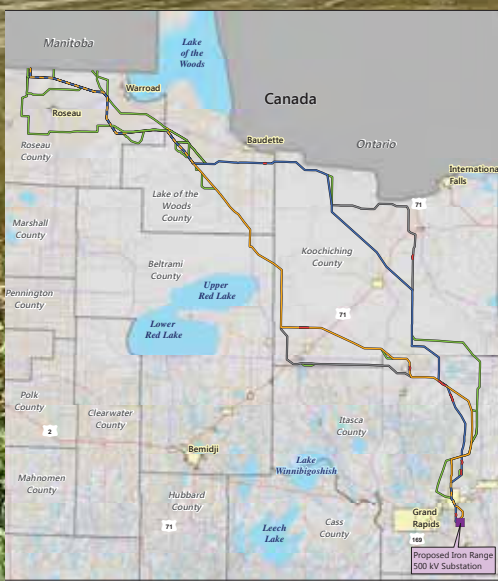 Manitoba
Lake
of the
Woods
Canada
Warroad
Roseau
Baudette
Ontario
Roseau
County
International
Falls
Lake of the
Woods
County
71
Marshall
County
Koochiching
County
Beltrami
County
Upper
Red Lake
Pennington
County
71
Lower
Red Lake
Polk
County
Clearwater
County
Itasca
County
2
Bemidji
Lake
Winnibigoshish
Mahnomen
County
Hubbard
County
Grand
Rapids
71
Leech
Lake
Cass
County
169
Proposed Iron Range
500 kV Substation